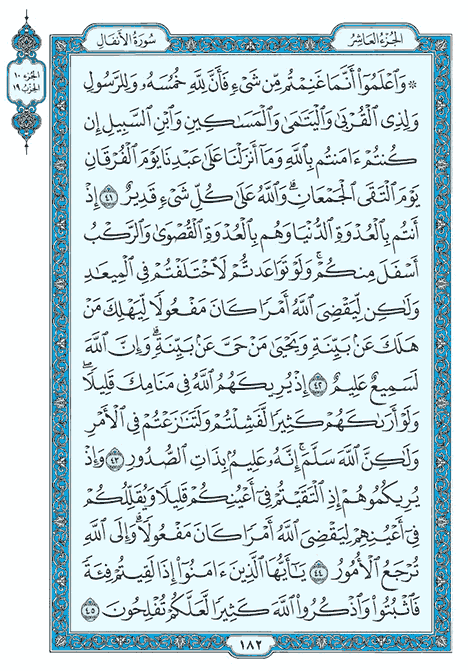 الجزء العاشر
سورة الأنفال
الجزء ١٠
الحزب ١٩
۞ وَٱعْلَمُوٓا۟ أَنَّمَا غَنِمْتُم مِّن شَىْءٍ فَأَنَّ لِلَّهِ خُمُسَهُۥ وَلِلرَّسُولِ
وَلِذِى ٱلْقُرْبَىٰ وَٱلْيَتَٰمَىٰ وَٱلْمَسَٰكِينِ وَٱبْنِ ٱلسَّبِيلِ إِن
كُنتُمْ ءَامَنتُم بِٱللَّهِ وَمَآ أَنزَلْنَا عَلَىٰ عَبْدِنَا يَوْمَ ٱلْفُرْقَانِ
يَوْمَ ٱلْتَقَى ٱلْجَمْعَانِ ۗ وَٱللَّهُ عَلَىٰ كُلِّ شَىْءٍ قَدِيرٌ ٤١ إِذْ
أَنتُم بِٱلْعُدْوَةِ ٱلدُّنْيَا وَهُم بِٱلْعُدْوَةِ ٱلْقُصْوَىٰ وَٱلرَّكْبُ
أَسْفَلَ مِنكُمْ ۚ وَلَوْ تَوَاعَدتُّمْ لَٱخْتَلَفْتُمْ فِى ٱلْمِيعَٰدِ
وَلَٰكِن لِّيَقْضِىَ ٱللَّهُ أَمْرًا كَانَ مَفْعُولًا لِّيَهْلِكَ مَنْ
هَلَكَ عَنۢ بَيِّنَةٍ وَيَحْيَىٰ مَنْ حَىَّ عَنۢ بَيِّنَةٍ ۗ وَإِنَّ ٱللَّهَ
لَسَمِيعٌ عَلِيمٌ ٤٢ إِذْ يُرِيكَهُمُ ٱللَّهُ فِى مَنَامِكَ قَلِيلًا ۖ
وَلَوْ أَرَىٰكَهُمْ كَثِيرًا لَّفَشِلْتُمْ وَلَتَنَٰزَعْتُمْ فِى ٱلْأَمْرِ
وَلَٰكِنَّ ٱللَّهَ سَلَّمَ ۗ إِنَّهُۥ عَلِيمٌۢ بِذَاتِ ٱلصُّدُورِ ٤٣ وَإِذْ
يُرِيكُمُوهُمْ إِذِ ٱلْتَقَيْتُمْ فِىٓ أَعْيُنِكُمْ قَلِيلًا وَيُقَلِّلُكُمْ
فِىٓ أَعْيُنِهِمْ لِيَقْضِىَ ٱللَّهُ أَمْرًا كَانَ مَفْعُولًا ۗ وَإِلَى ٱللَّهِ
تُرْجَعُ ٱلْأُمُورُ ٤٤ يَٰٓأَيُّهَا ٱلَّذِينَ ءَامَنُوٓا۟ إِذَا لَقِيتُمْ فِئَةً
فَٱثْبُتُوا۟ وَٱذْكُرُوا۟ ٱللَّهَ كَثِيرًا لَّعَلَّكُمْ تُفْلِحُونَ ٤٥
١٨٢